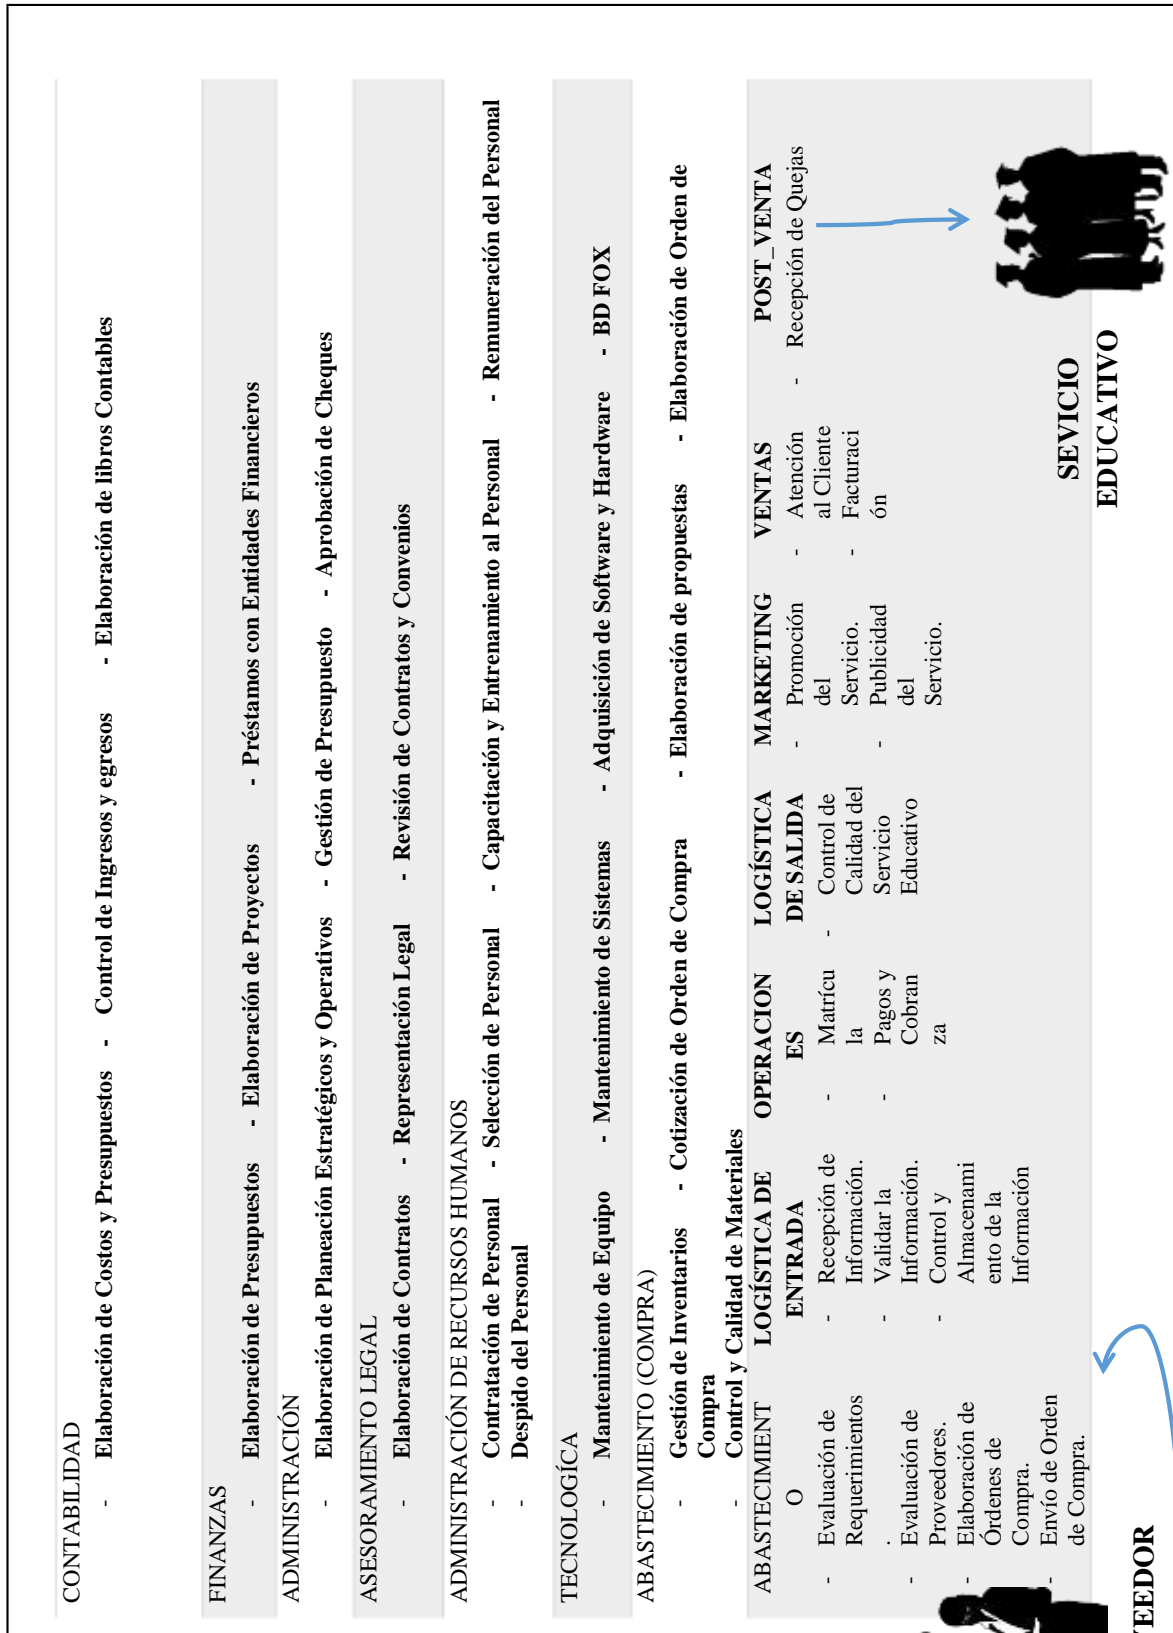 CONTABILIDAD
- Elaboración de Costos y Presupuestos - Control de Ingresos y egresos - Elaboración de libros Contables
FINANZAS
- Elaboración de Presupuestos - Elaboración de Proyectos - Préstamos con Entidades Financieros
ADMINISTRACIÓN
- Elaboración de Planeación Estratégicos y Operativos - Gestión de Presupuesto - Aprobación de Cheques
ASESORAMIENTO LEGAL
- Elaboración de Contratos - Representación Legal - Revisión de Contratos y Convenios
ADMINISTRACIÓN DE RECURSOS HUMANOS
- Contratación de Personal - Selección de Personal - Capacitación y Entrenamiento al Personal - Remuneración del Personal
- Despido del Personal
TECNOLOGÍCA
- Mantenimiento de Equipo - Mantenimiento de Sistemas - Adquisición de Software y Hardware - BD FOX
ABASTECIMIENTO (COMPRA)
- Gestión de Inventarios - Cotización de Orden de Compra - Elaboración de propuestas - Elaboración de Orden de
Compra
- Control y Calidad de Materiales
ABASTECIMIENT
O
- Evaluación de
Requerimientos
.
- Evaluación de
Proveedores.
- Elaboración de
Órdenes de
Compra.
- Envío de Orden
de Compra.
LOGÍSTICA DE
ENTRADA
- Recepción de
Información.
- Validar la
Información.
- Control y
Almacenami
ento de la
Información
OPERACION
ES
- Matrícu
la
- Pagos y
Cobran
za
LOGÍSTICA
DE SALIDA
- Control de
Calidad del
Servicio
Educativo
MARKETING
- Promoción
del
Servicio.
- Publicidad
del
Servicio.
VENTAS
- Atención
al Cliente
- Facturaci
ón
POST_VENTA
- Recepción de Quejas
SEVICIO
EDUCATIVO
EEDOR